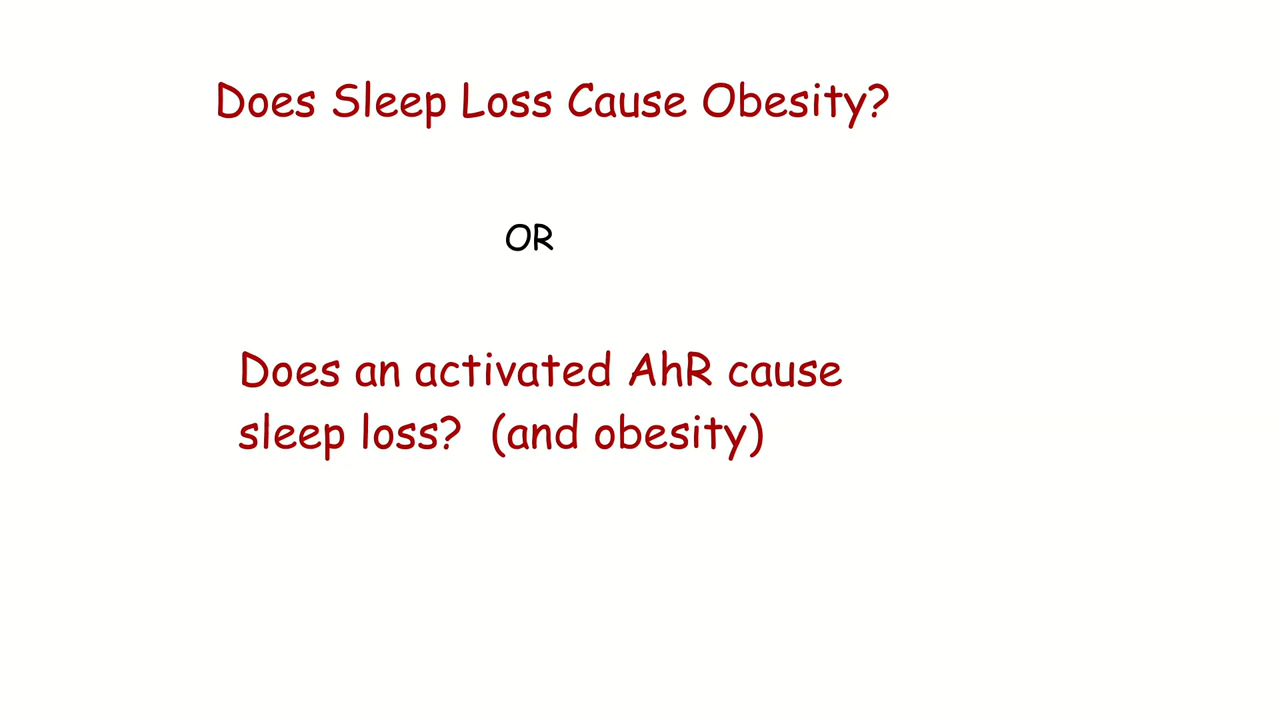 Does Sleep Loss Cause Obesity?
OR
Does an activated AhR cause
sleep loss? (and obesity)